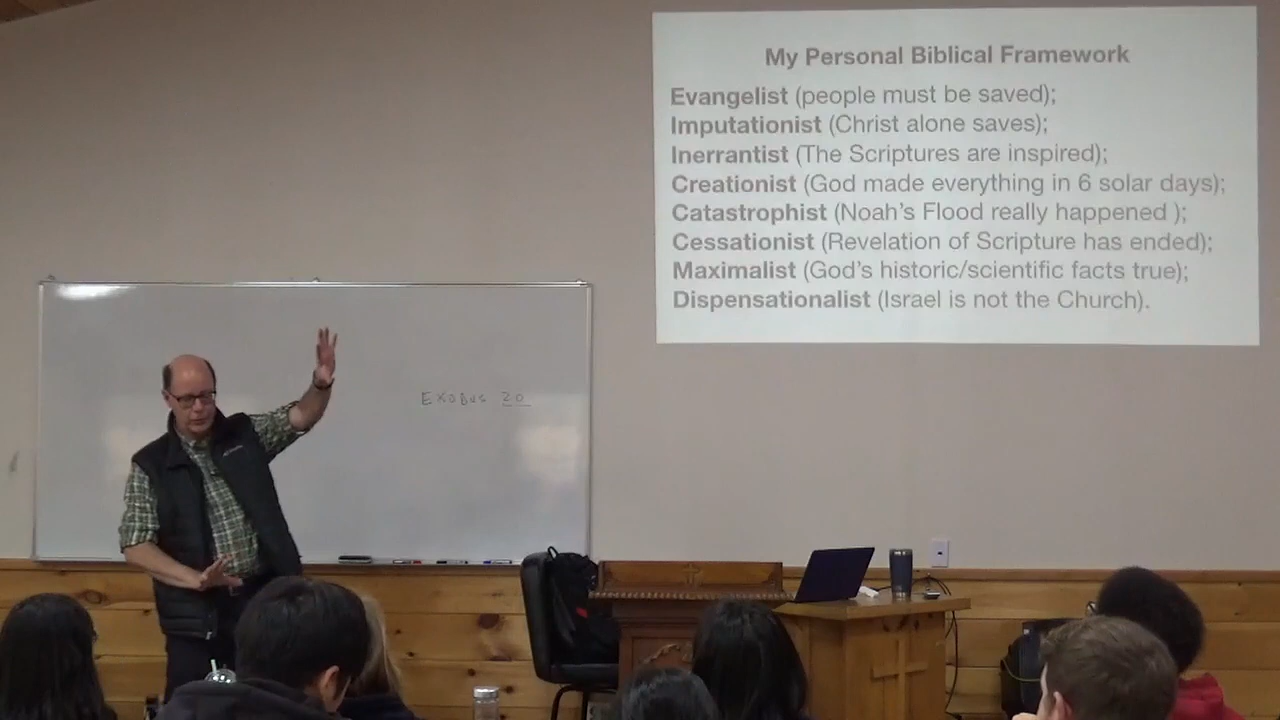 My Personal Biblical Framework
Evangelist (people must be saved);
Imputationist (Christ alone saves);
Inerrantist (The Scriptures are inspired);
Creationist (God made everything in 6 solar days);
Catastrophist (Noah's Flood really happened );
Cessationist (Revelation of Scripture has ended);
Maximalist (God's historic/scientific facts true);
Dispensationalist (Israel is not the Church).
EXODUS 20